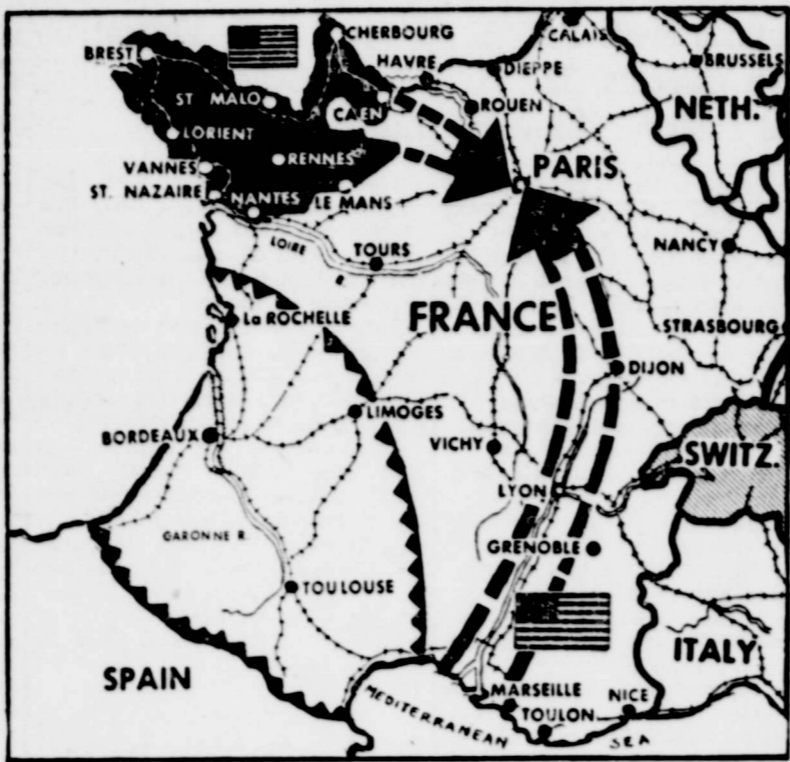 CHERBOURG
CALAIS
BREST
HAVRE
DIEPPE
BRUSSELS
ST MALO
CAEN
ROUEN
NETH.
LORIENT
RENNES
PARIS
VANNES
ST. NAZAIRE
NANTES
LE MANS
LOIRE R.
TOURS
NANCY
FRANCE
La ROCHELLE
STRASBOURG
DIJON
LIMOGES
BORDEAUX
VICHY
SWITZ.
LYON
GARONNE R.
GRENOBLE
TOULOUSE
SPAIN
ITALY
MARSEILLE
NICE
MEDITERRANEAN SEA
TOULON